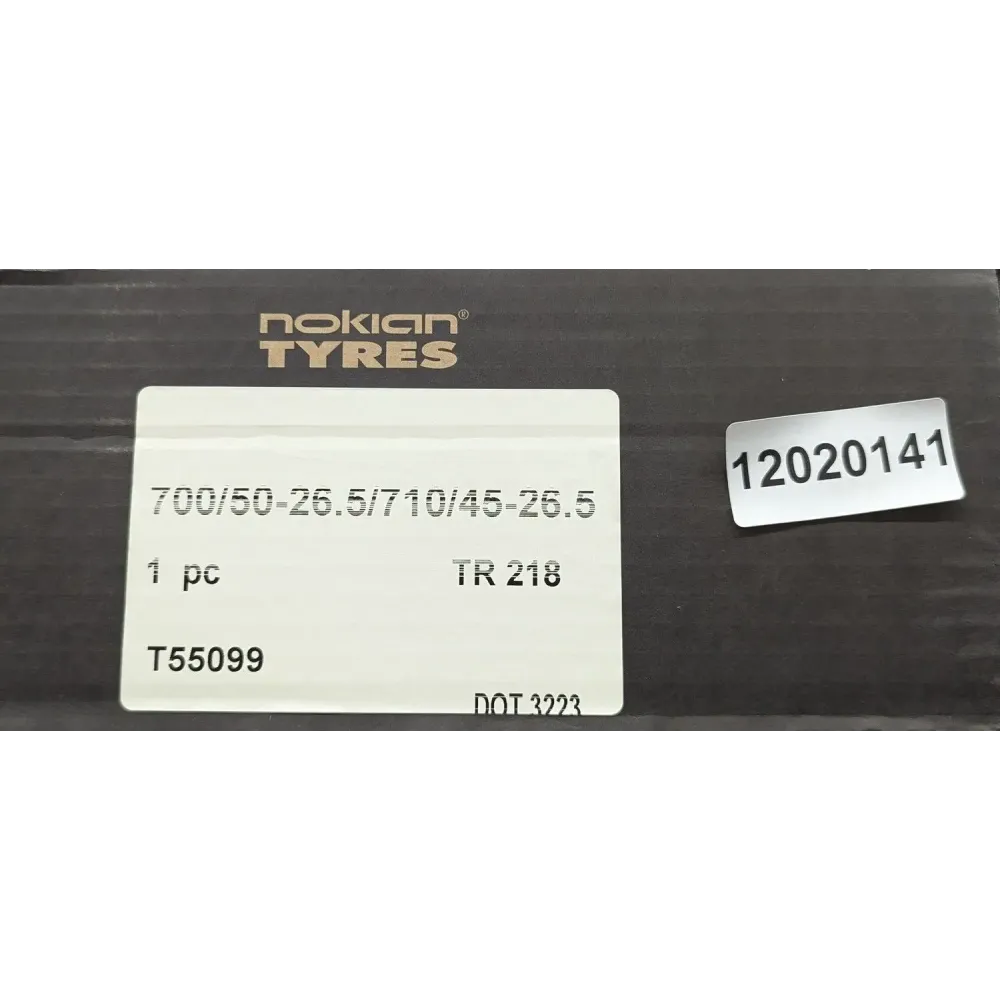 nokian®
TYRES
12020141
700/50-26.5/710/45-26.5
1 pc TR 218
T55099
DOT 3223